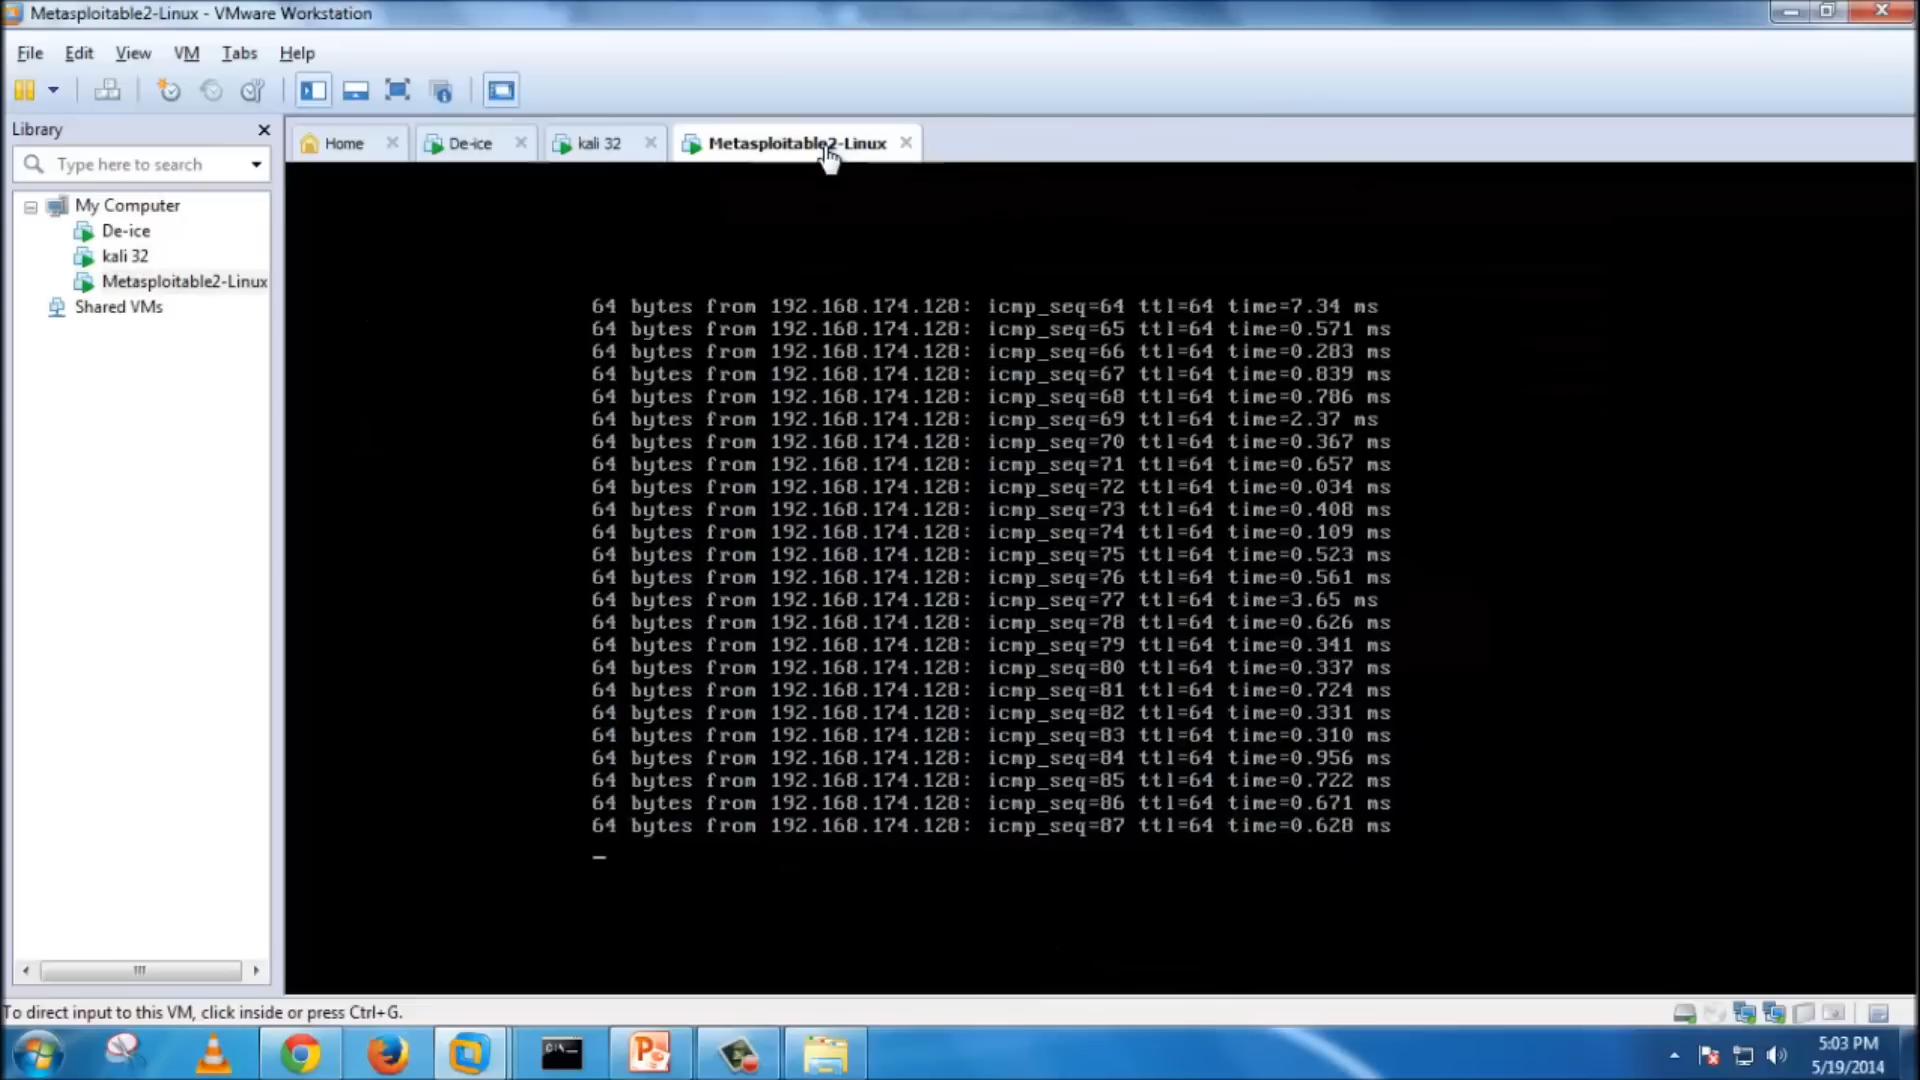 Metasploitable2-Linux - VMware Workstation
File Edit View VM Tabs Help
Library
Type here to search
My Computer
De-ice
kali 32
Metasploitable2-Linux
Shared VMs
Home De-ice kali 32 Metasploitable2-Linux
64 bytes from 192.168.174.128: icmp_seq=64 ttl=64 time=7.34 ms
64 bytes from 192.168.174.128: icmp_seq=65 ttl=64 time=0.571 ms
64 bytes from 192.168.174.128: icmp_seq=66 ttl=64 time=0.283 ms
64 bytes from 192.168.174.128: icmp_seq=67 ttl=64 time=0.839 ms
64 bytes from 192.168.174.128: icmp_seq=68 ttl=64 time=0.786 ms
64 bytes from 192.168.174.128: icmp_seq=69 ttl=64 time=2.37 ms
64 bytes from 192.168.174.128: icmp_seq=70 ttl=64 time=0.367 ms
64 bytes from 192.168.174.128: icmp_seq=71 ttl=64 time=0.657 ms
64 bytes from 192.168.174.128: icmp_seq=72 ttl=64 time=0.034 ms
64 bytes from 192.168.174.128: icmp_seq=73 ttl=64 time=0.408 ms
64 bytes from 192.168.174.128: icmp_seq=74 ttl=64 time=0.109 ms
64 bytes from 192.168.174.128: icmp_seq=75 ttl=64 time=0.523 ms
64 bytes from 192.168.174.128: icmp_seq=76 ttl=64 time=0.561 ms
64 bytes from 192.168.174.128: icmp_seq=77 ttl=64 time=3.65 ms
64 bytes from 192.168.174.128: icmp_seq=78 ttl=64 time=0.626 ms
64 bytes from 192.168.174.128: icmp_seq=79 ttl=64 time=0.341 ms
64 bytes from 192.168.174.128: icmp_seq=80 ttl=64 time=0.337 ms
64 bytes from 192.168.174.128: icmp_seq=81 ttl=64 time=0.724 ms
64 bytes from 192.168.174.128: icmp_seq=82 ttl=64 time=0.331 ms
64 bytes from 192.168.174.128: icmp_seq=83 ttl=64 time=0.310 ms
64 bytes from 192.168.174.128: icmp_seq=84 ttl=64 time=0.956 ms
64 bytes from 192.168.174.128: icmp_seq=85 ttl=64 time=0.722 ms
64 bytes from 192.168.174.128: icmp_seq=86 ttl=64 time=0.671 ms
64 bytes from 192.168.174.128: icmp_seq=87 ttl=64 time=0.628 ms
To direct input to this VM, click inside or press Ctrl+G.
5:03 PM
5/19/2014